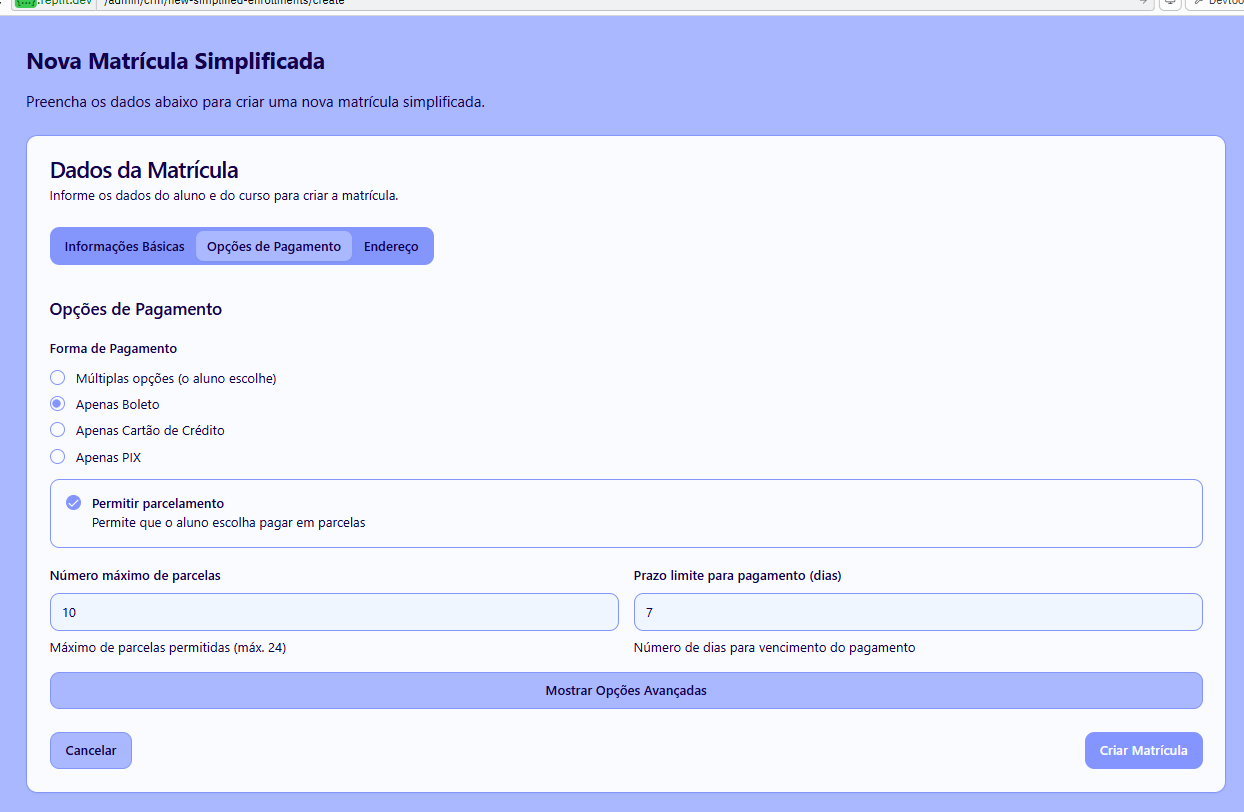 .replit.dev /admin/crm/new-simplified-enrollments/create
Nova Matrícula Simplificada
Preencha os dados abaixo para criar uma nova matrícula simplificada.
Dados da Matrícula
Informe os dados do aluno e do curso para criar a matrícula.
Informações Básicas Opções de Pagamento Endereço
Opções de Pagamento
Forma de Pagamento
Múltiplas opções (o aluno escolhe)
Apenas Boleto
Apenas Cartão de Crédito
Apenas PIX
Permitir parcelamento
Permite que o aluno escolha pagar em parcelas
Número máximo de parcelas Prazo limite para pagamento (dias)
10 7
Máximo de parcelas permitidas (máx. 24) Número de dias para vencimento do pagamento
Mostrar Opções Avançadas
Cancelar Criar Matrícula